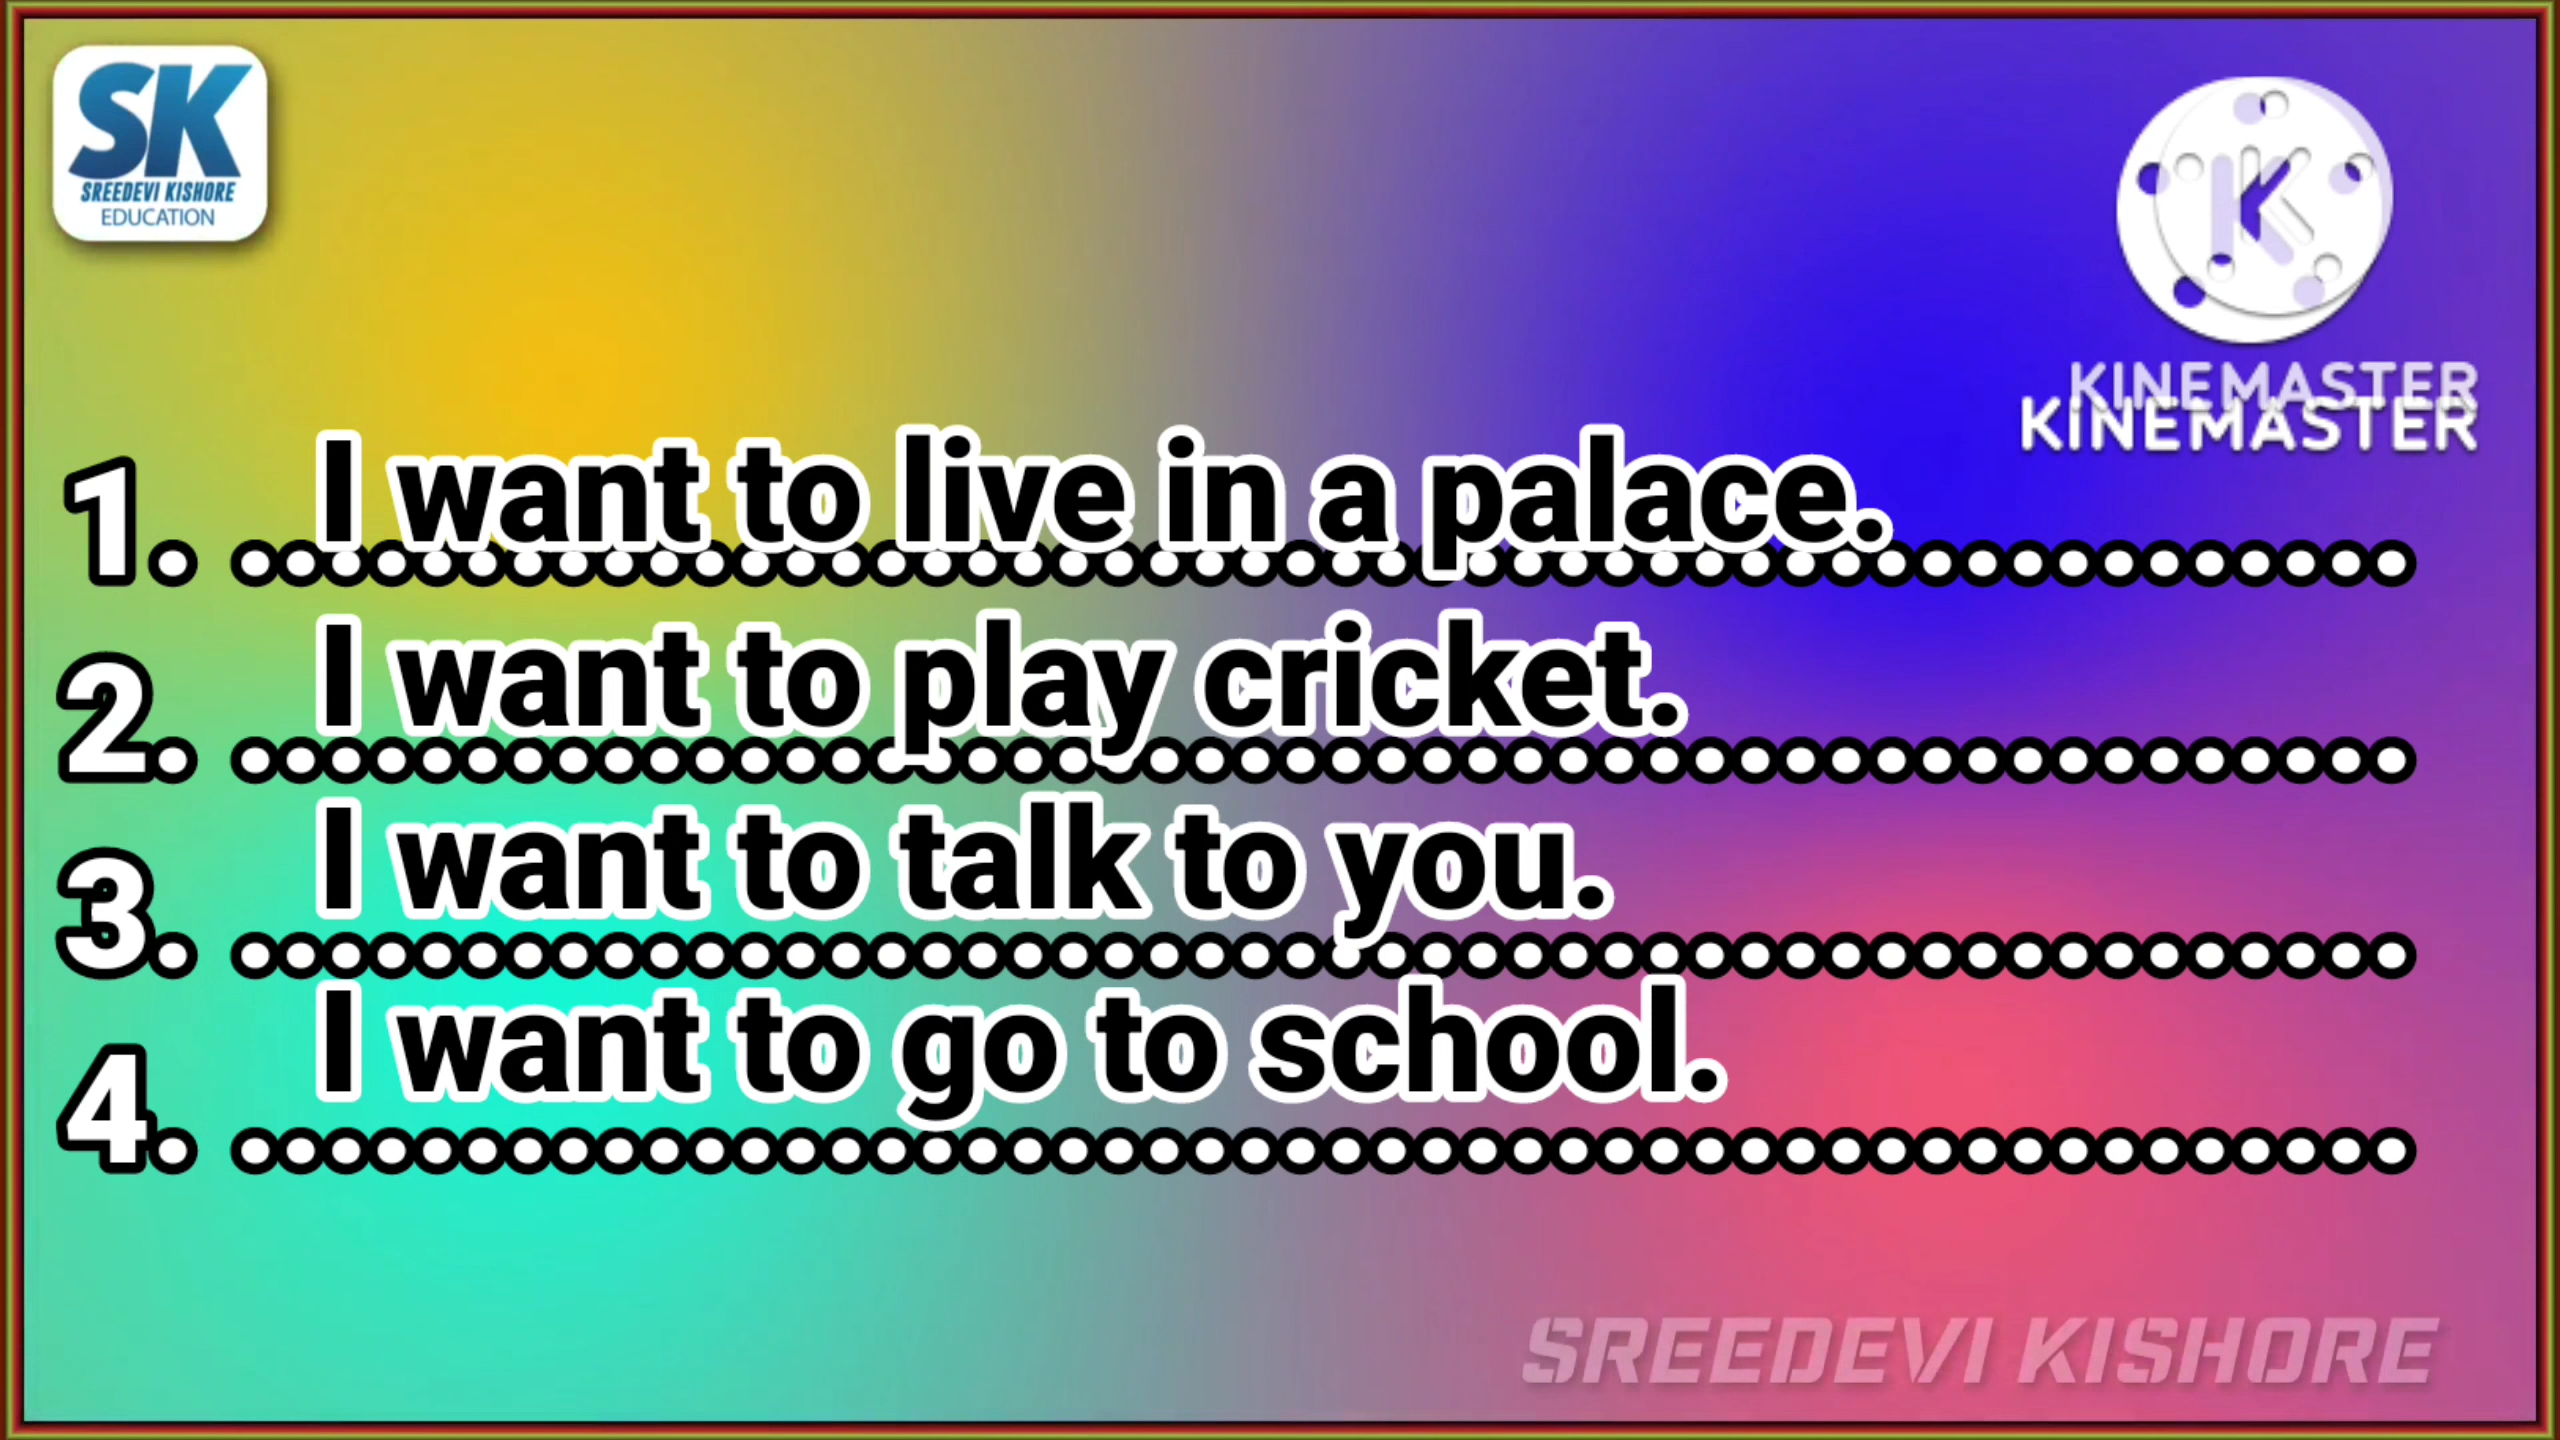 SK
SREEDEVI KISHORE
EDUCATION
KINEMASTER
KINEMASTER
1. I want to live in a palace.
2. I want to play cricket.
3. I want to talk to you.
4. I want to go to school.
SREEDEVI KISHORE